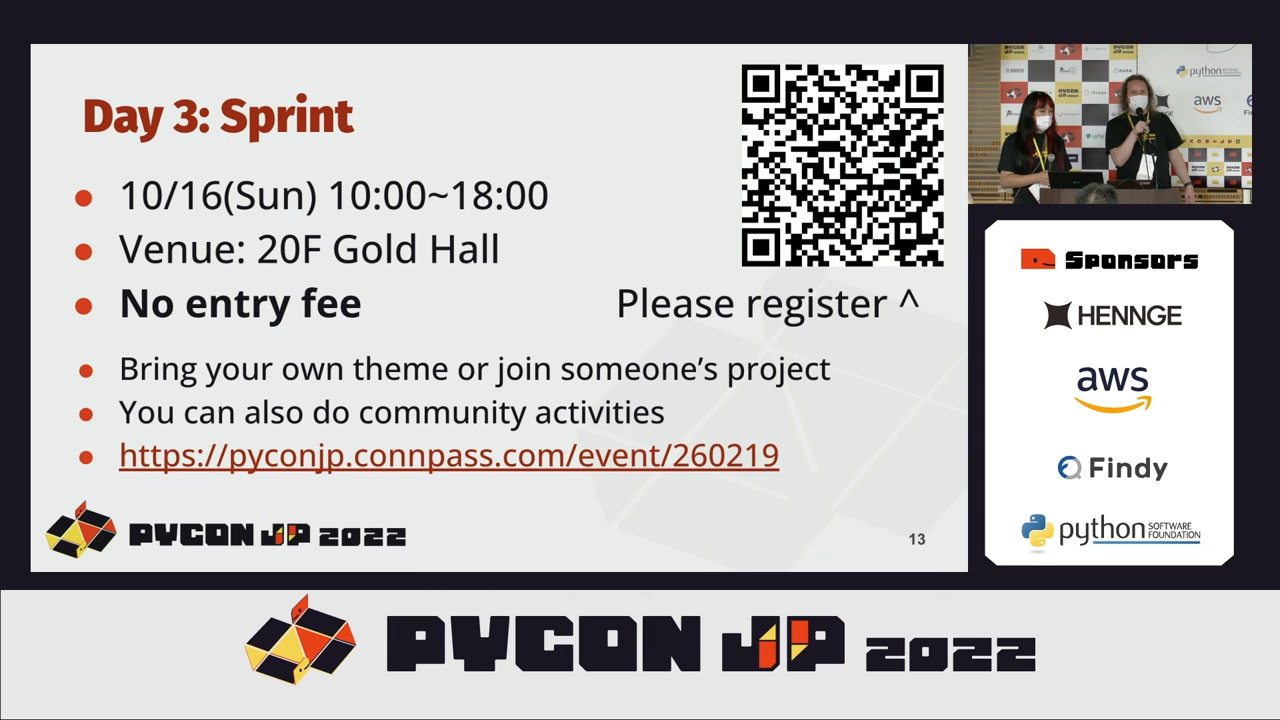 Day 3: Sprint
10/16(Sun) 10:00~18:00
Venue: 20F Gold Hall
No entry fee
Please register ^
Bring your own theme or join someone’s project
You can also do community activities
https://pyconjp.connpass.com/event/260219
PYCON JP 2022
13
python
aws
Sponsors
HENNGE
aws
Findy
python SOFTWARE
FOUNDATION
PYCON JP 2022